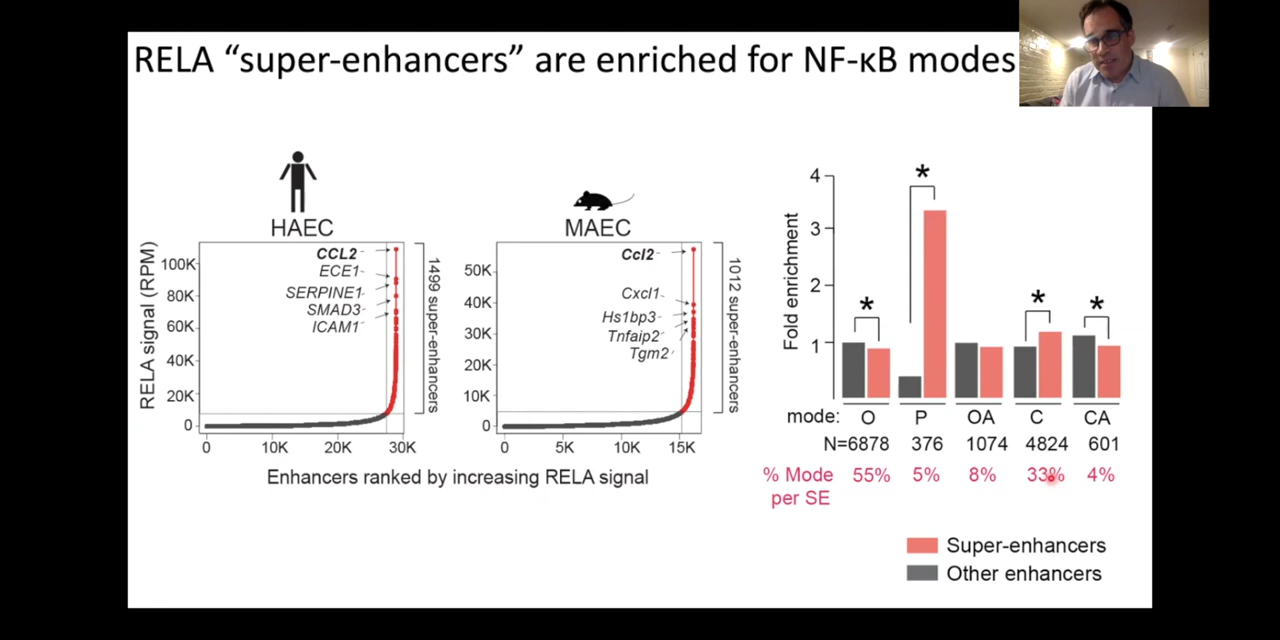 RELA “super-enhancers” are enriched for NF-κB modes
HAEC
RELA signal (RPM)
100K
80K
60K
40K
20K
0
CCL2
ECE1
SERPINE1
SMAD3
ICAM1
1499 super-enhancers
0
10K
20K
30K
MAEC
50K
40K
30K
20K
10K
0
Ccl2
Cxcl1
Hs1bp3
Tnfaip2
Tgm2
1012 super-enhancers
0
5K
10K
15K
Enhancers ranked by increasing RELA signal
Fold enrichment
4
3
2
1
*
*
*
*
mode: O P OA C CA
N=6878 376 1074 4824 601
% Mode 55% 5% 8% 33% 4%
per SE
Super-enhancers
Other enhancers